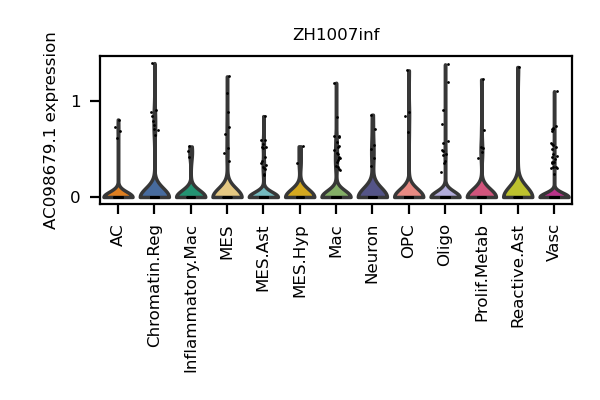 ZH1007inf
AC098679.1 expression
1
0
AC
Chromatin.Reg
Inflammatory.Mac
MES
MES.Ast
MES.Hyp
Mac
Neuron
OPC
Oligo
Prolif.Metab
Reactive.Ast
Vasc